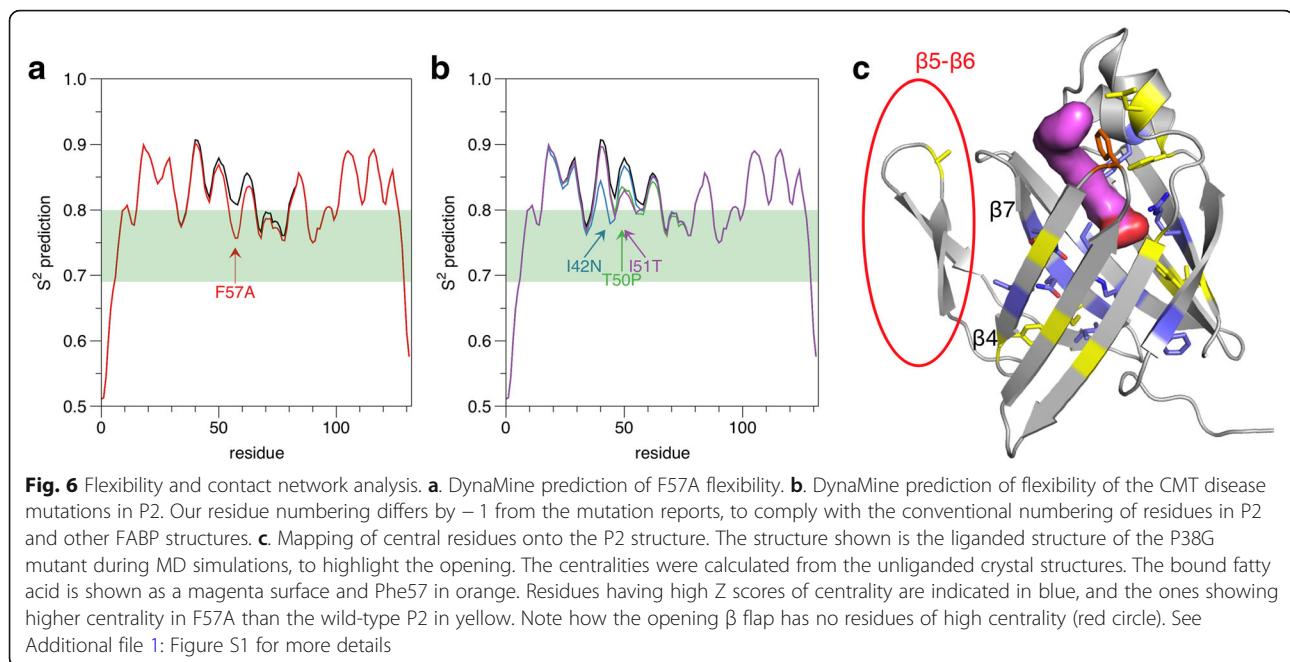 a
1.0
0.9
0.8
0.7
0.6
0.5
S² prediction
F57A
0
50
100
residue
b
1.0
0.9
0.8
0.7
0.6
0.5
S² prediction
I42N
I51T
T50P
0
50
100
residue
c
β5-β6
β7
β4
Fig. 6 Flexibility and contact network analysis. a. DynaMine prediction of F57A flexibility. b. DynaMine prediction of flexibility of the CMT disease
mutations in P2. Our residue numbering differs by − 1 from the mutation reports, to comply with the conventional numbering of residues in P2
and other FABP structures. c. Mapping of central residues onto the P2 structure. The structure shown is the liganded structure of the P38G
mutant during MD simulations, to highlight the opening. The centralities were calculated from the unliganded crystal structures. The bound fatty
acid is shown as a magenta surface and Phe57 in orange. Residues having high Z scores of centrality are indicated in blue, and the ones showing
higher centrality in F57A than the wild-type P2 in yellow. Note how the opening β flap has no residues of high centrality (red circle). See
Additional file 1: Figure S1 for more details